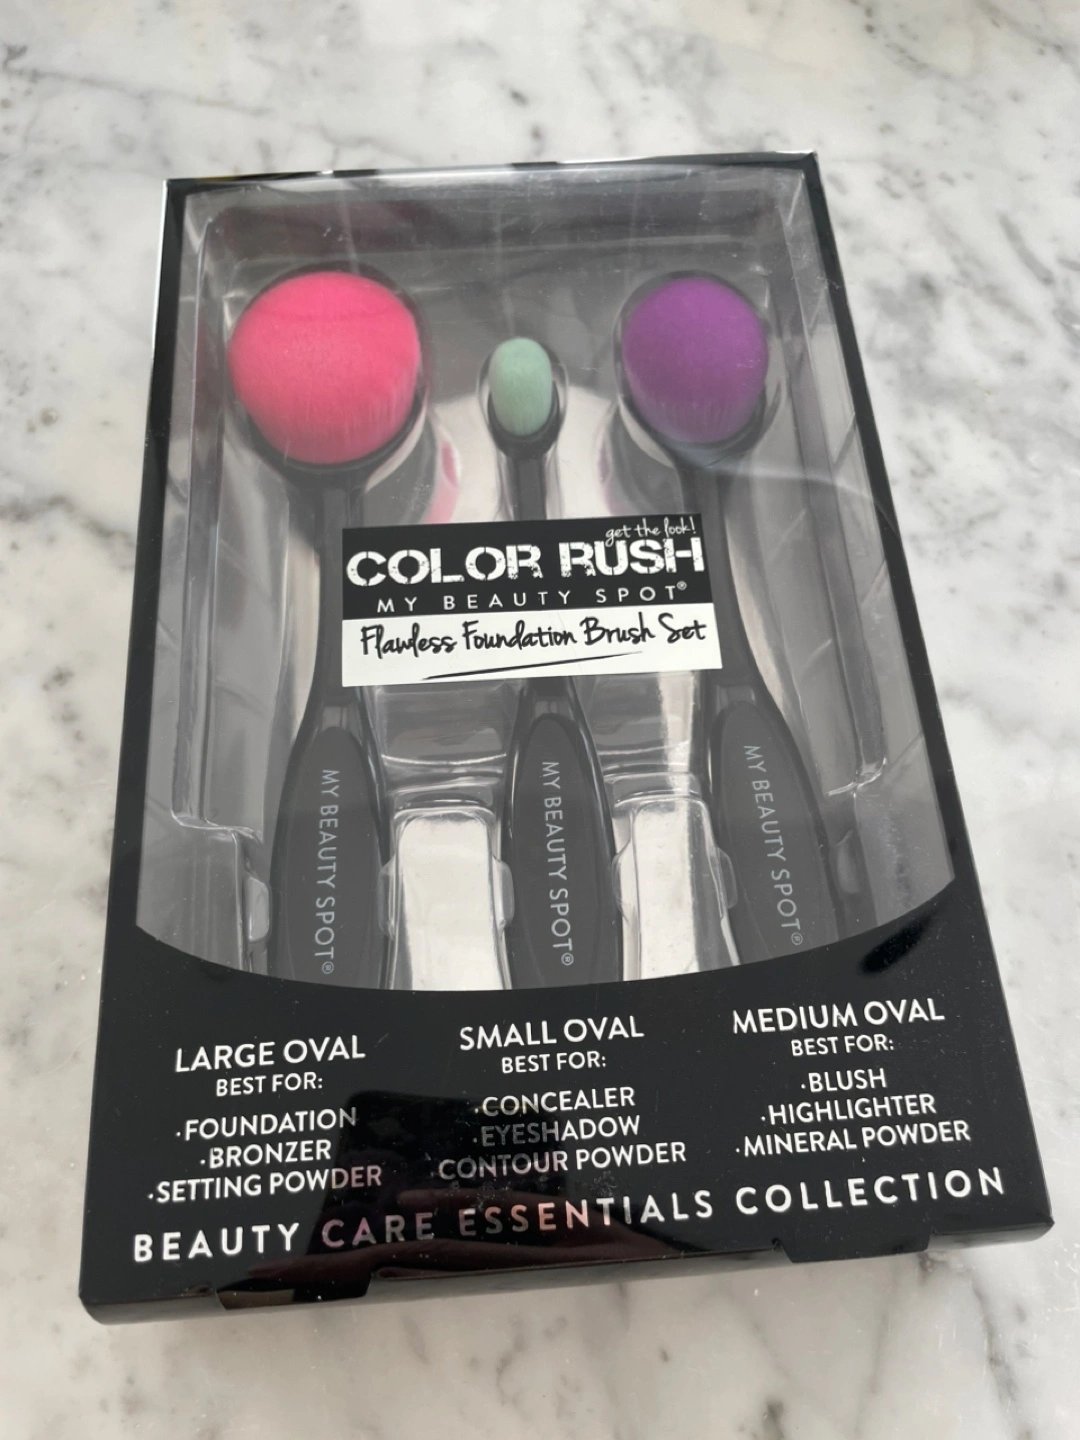 get the look!
COLOR RUSH
MY BEAUTY SPOT®
Flawless Foundation Brush Set
MY BEAUTY SPOT®
MY BEAUTY SPOT®
MY BEAUTY SPOT®
LARGE OVAL
BEST FOR:
·FOUNDATION
·BRONZER
·SETTING POWDER
SMALL OVAL
BEST FOR:
·CONCEALER
·EYESHADOW
·CONTOUR POWDER
MEDIUM OVAL
BEST FOR:
·BLUSH
·HIGHLIGHTER
·MINERAL POWDER
BEAUTY CARE ESSENTIALS COLLECTION